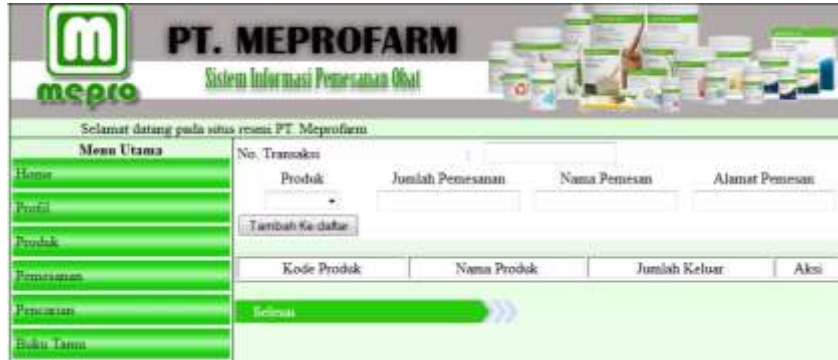 mepro
PT. MEPROFARM
Sistem Informasi Pemesanan Obat
Selamat datang pada situs resmi PT. Meprofarm
Menu Utama
Home
Profil
Produk
Pemesanan
Pencarian
Buku Tamu
No. Transaksi :
Produk Jumlah Pemesanan Nama Pemesan Alamat Pemesan
Tambah Ke daftar
Kode Produk Nama Produk Jumlah Keluar Aksi
Selesai